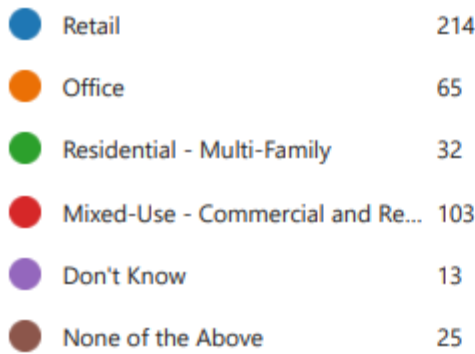 Retail 214
Office 65
Residential - Multi-Family 32
Mixed-Use - Commercial and Re... 103
Don't Know 13
None of the Above 25